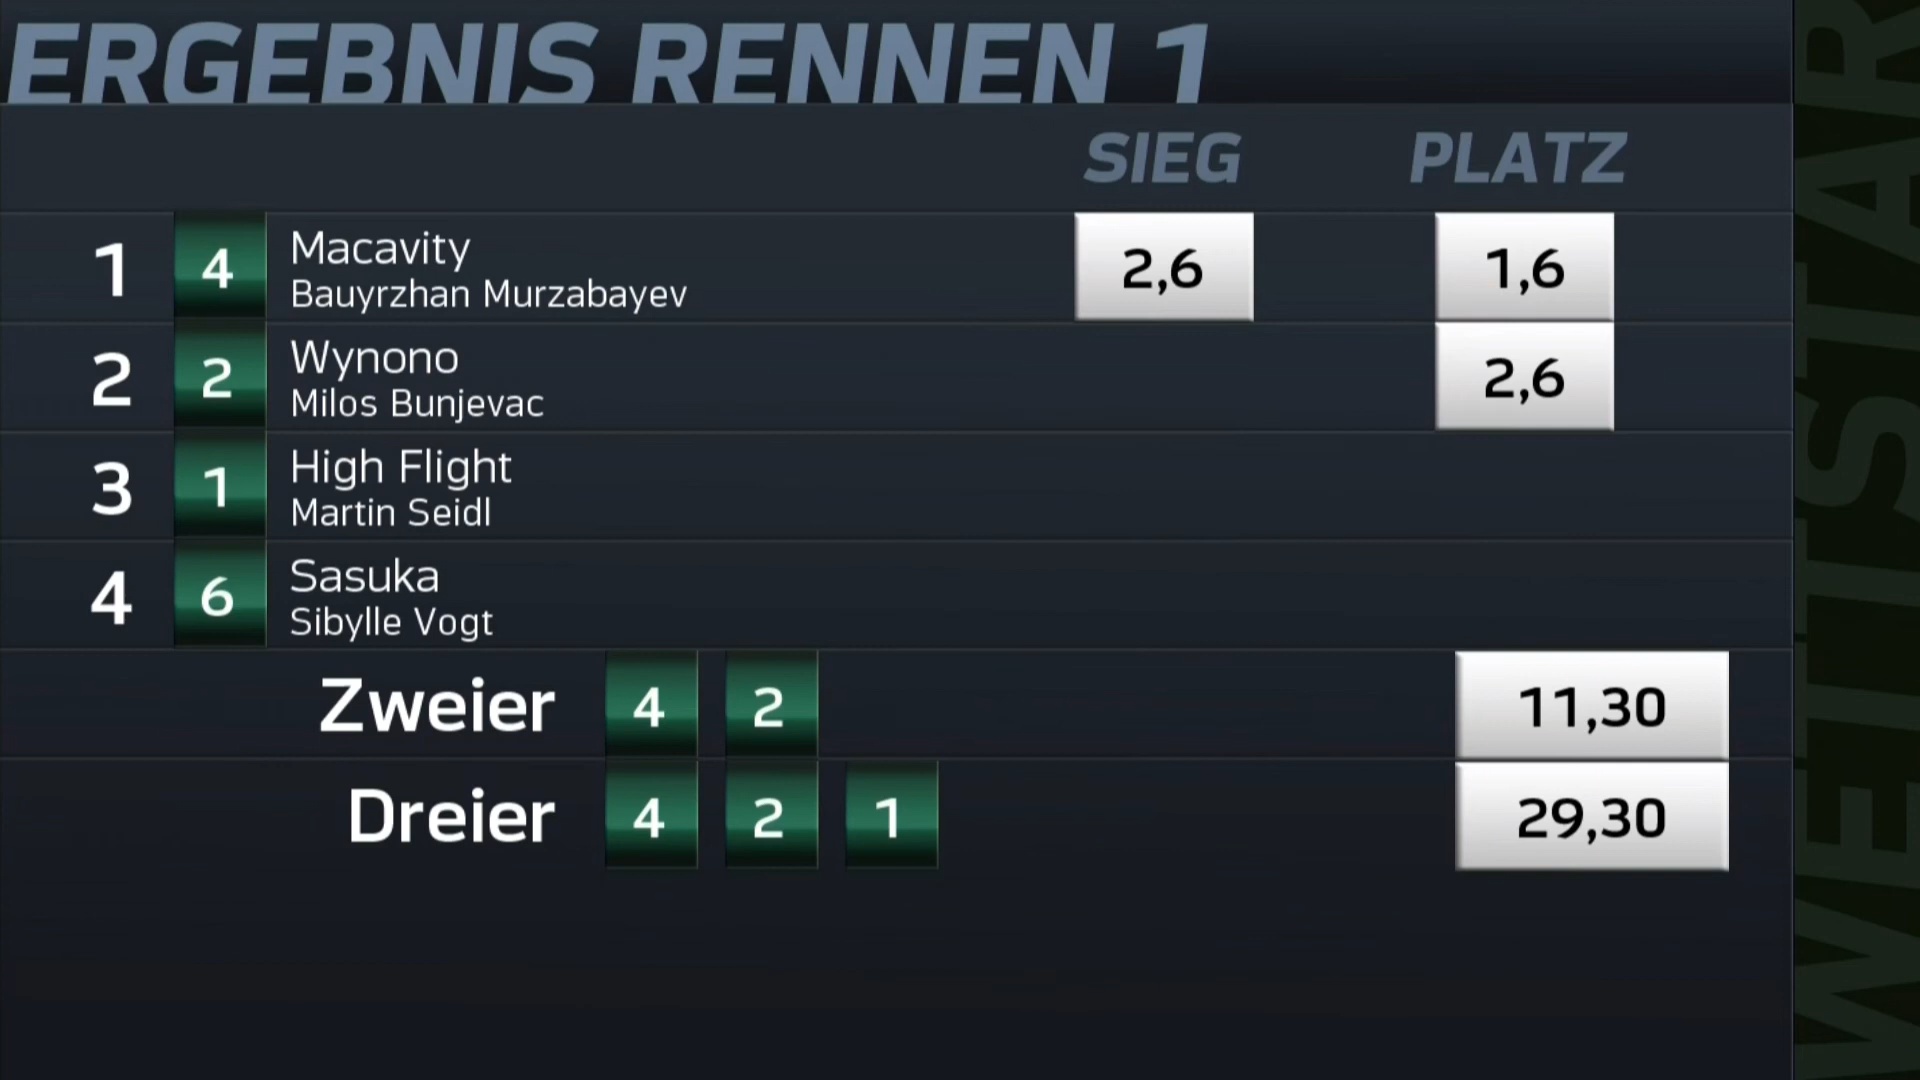 ERGEBNIS RENNEN 1
SIEG PLATZ
1 4 Macavity 2,6 1,6
Bauyrzhan Murzabayev
2 2 Wynono 2,6
Milos Bunjevac
3 1 High Flight
Martin Seidl
4 6 Sasuka
Sibylle Vogt
Zweier 4 2 11,30
Dreier 4 2 1 29,30
WETTSTAR